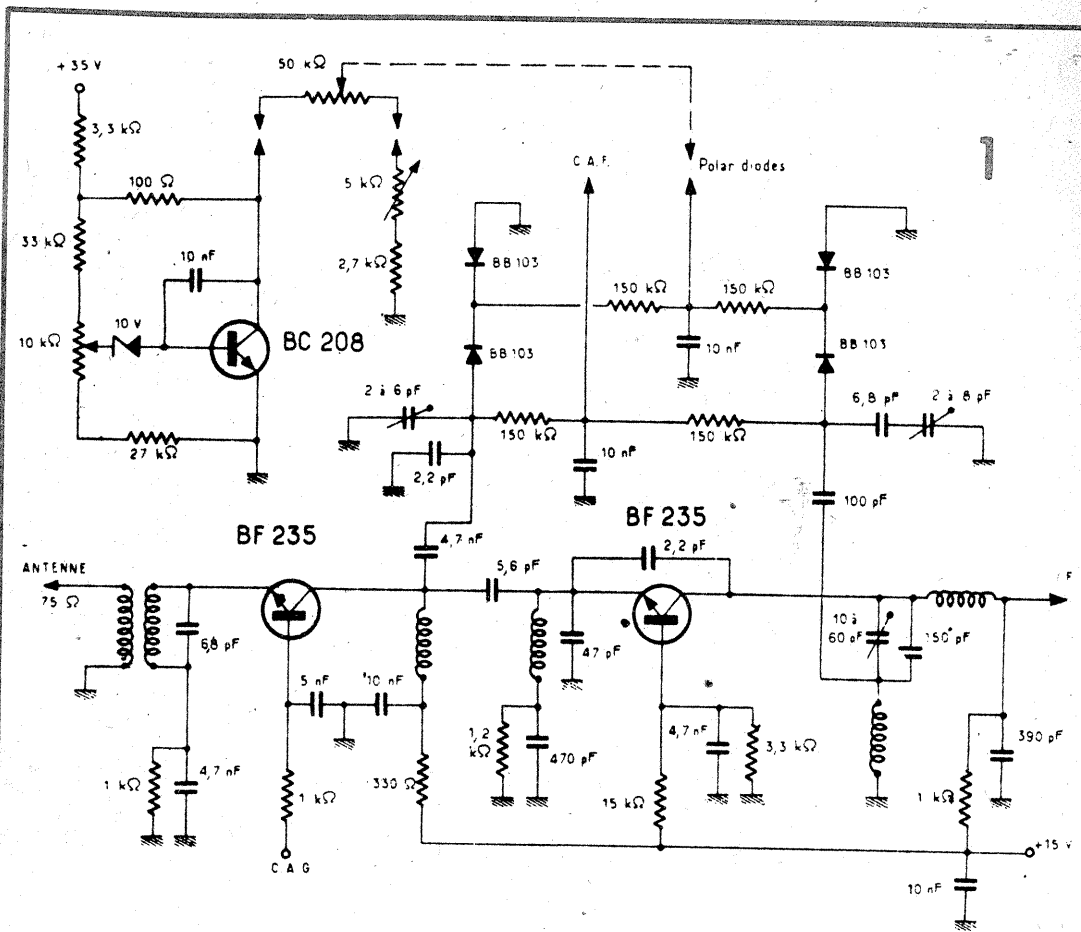 +35 V
50 kΩ
3,3 kΩ
1
C.A.F.
Polar diodes
100 Ω
5 kΩ
33 kΩ
10 nF
2,7 kΩ
BB 103
BB 103
150 kΩ
150 kΩ
10 V
BC 208
10 kΩ
BB 103
10 nF
BB 103
2 à 6 pF
6,8 pF
2 à 8 pF
150 kΩ
150 kΩ
27 kΩ
2,2 pF
10 nF
100 pF
BF 235
BF 235
4,7 nF
2,2 pF
ANTENNE
75 Ω
5,6 pF
F
10 à
60 pF
150 pF
6,8 pF
47 pF
5 nF
10 nF
1,2
kΩ
470 pF
4,7 nF
3,3 kΩ
390 pF
1 kΩ
4,7 nF
1 kΩ
330 Ω
15 kΩ
1 kΩ
+15 V
C A G
10 nF